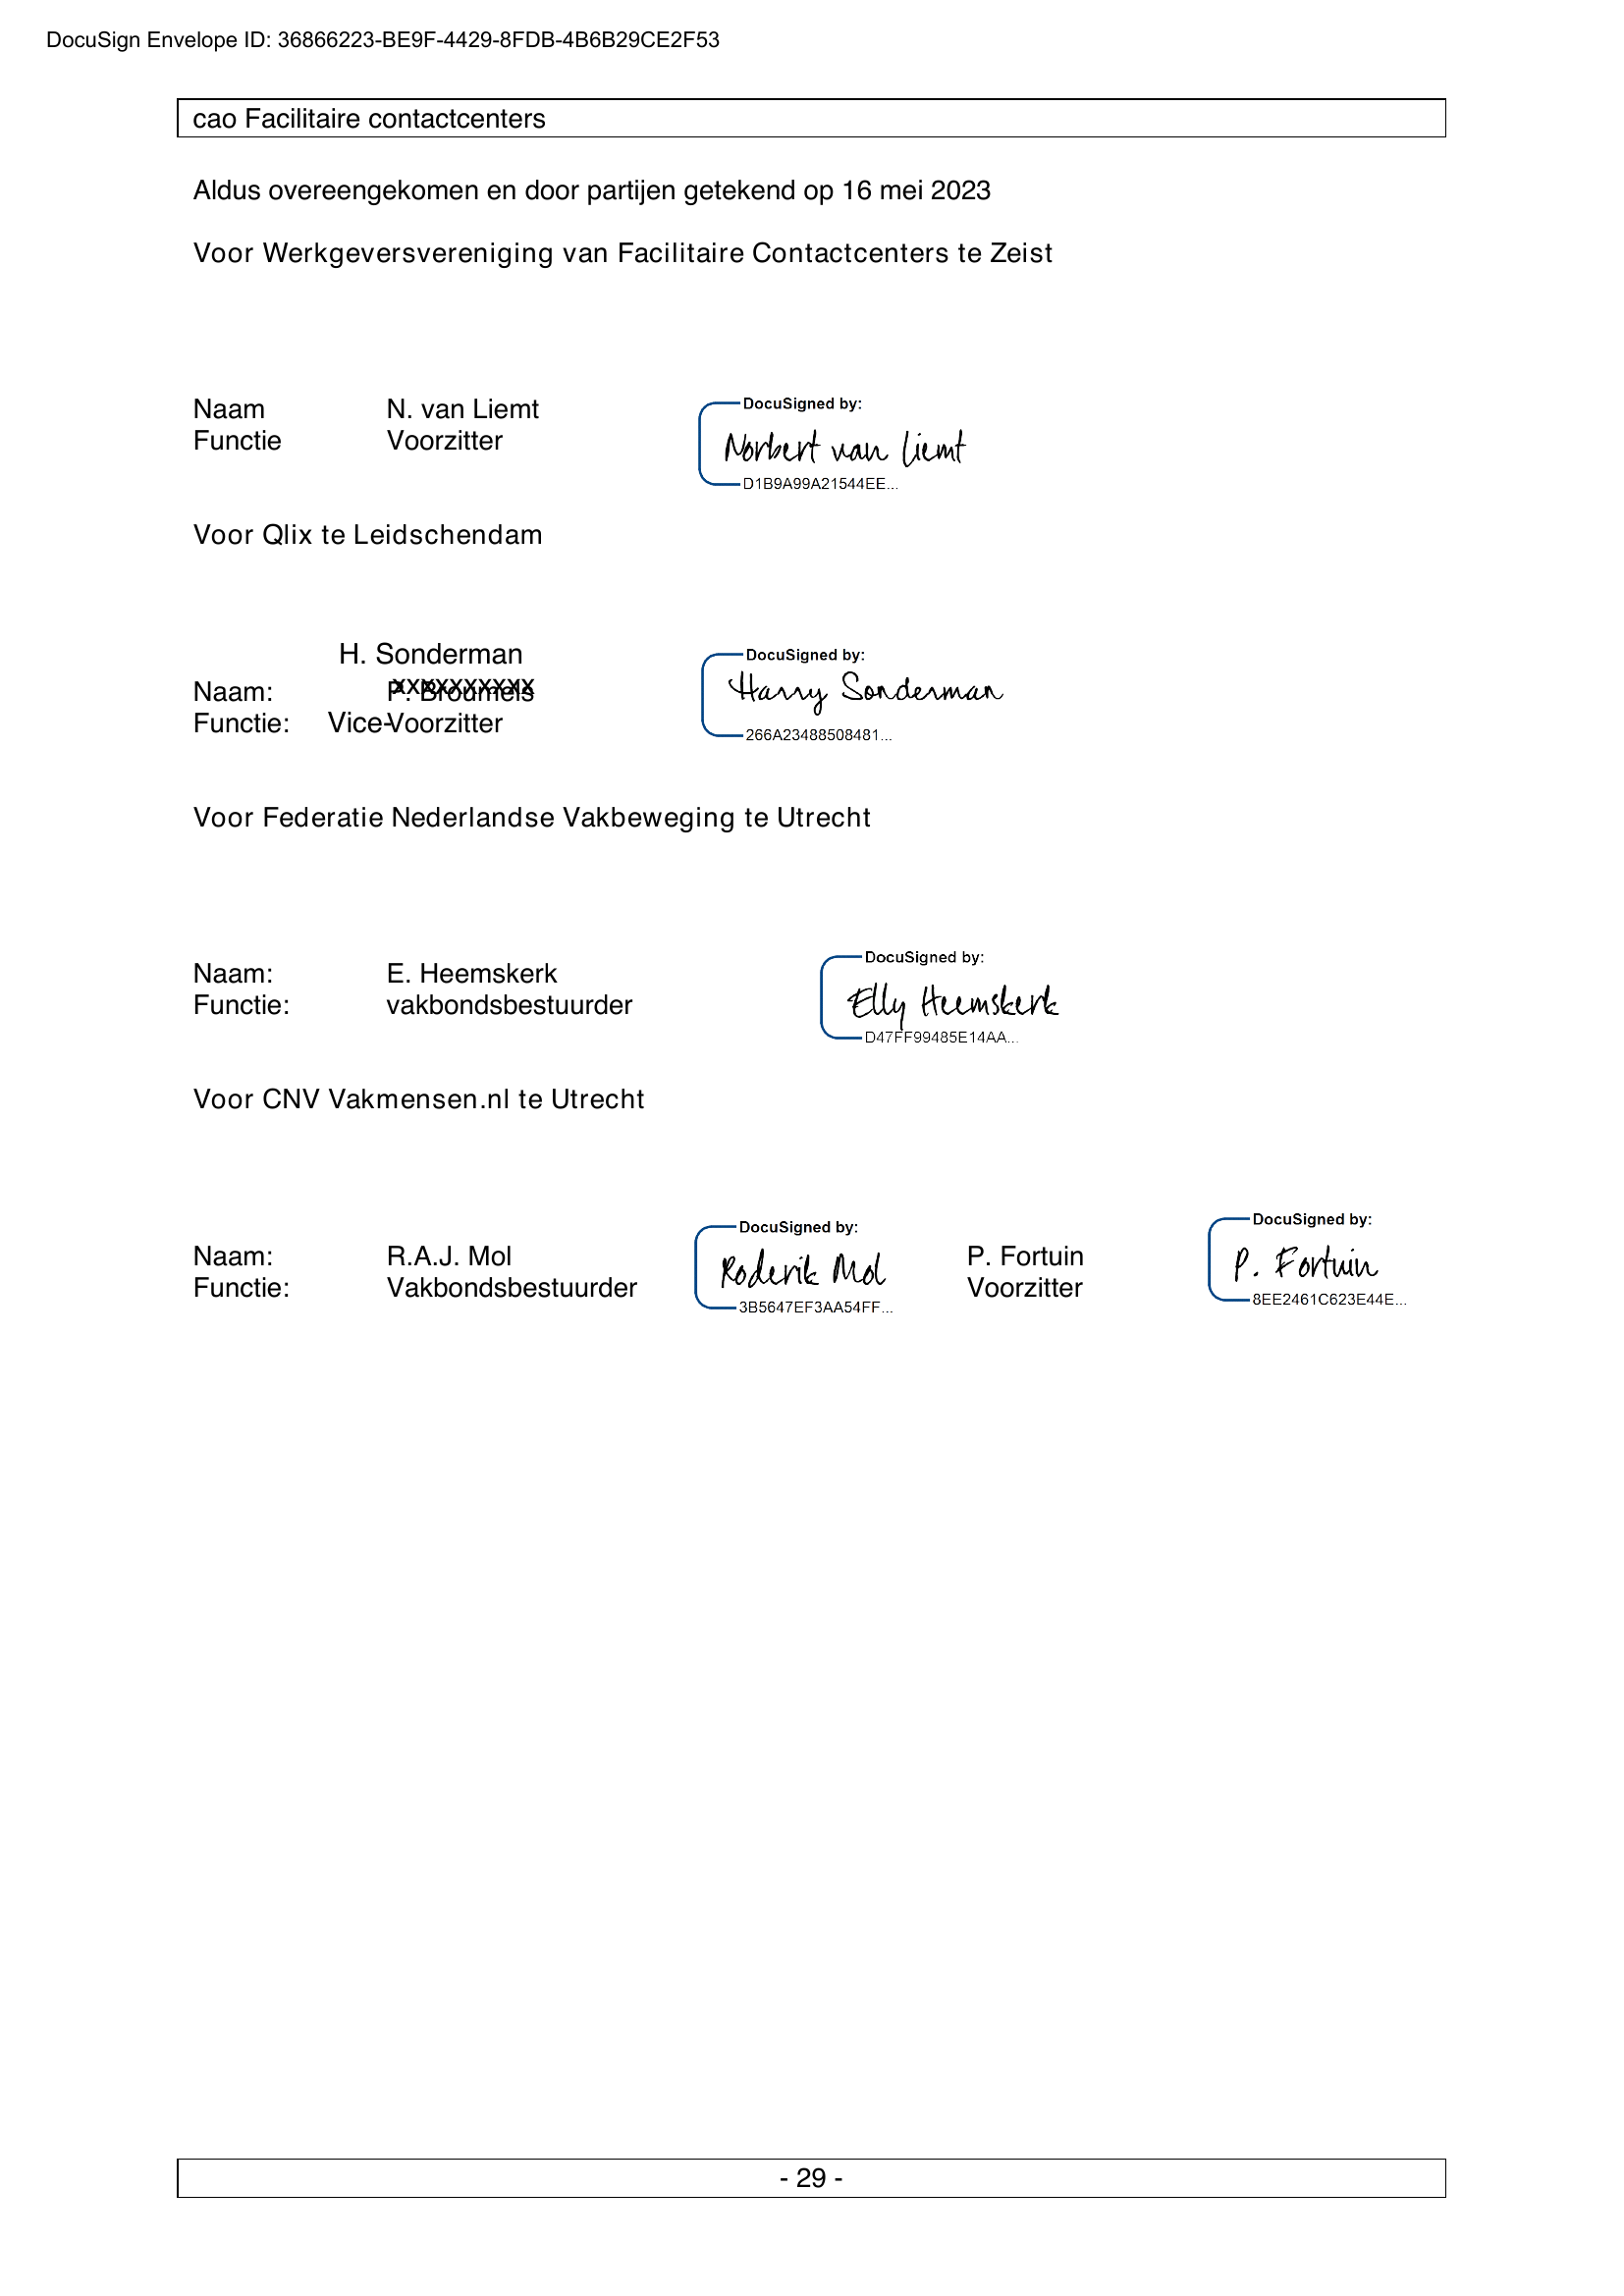 DocuSign Envelope ID: 36866223-BE9F-4429-8FDB-4B6B29CE2F53
cao Facilitaire contactcenters
Aldus overeengekomen en door partijen getekend op 16 mei 2023
Voor Werkgeversvereniging van Facilitaire Contactcenters te Zeist
Naam N. van Liemt
Functie Voorzitter
DocuSigned by:
Norbert van Liemt
D1B9A99A21544EE...
Voor Qlix te Leidschendam
H. Sonderman
Naam: P. Broumels
xxxxxxxxxx
Functie: Vice-Voorzitter
DocuSigned by:
Harry Sonderman
266A23488508481...
Voor Federatie Nederlandse Vakbeweging te Utrecht
Naam: E. Heemskerk
Functie: vakbondsbestuurder
DocuSigned by:
Elly Heemskerk
D47FF99485E14AA...
Voor CNV Vakmensen.nl te Utrecht
Naam: R.A.J. Mol
Functie: Vakbondsbestuurder
DocuSigned by:
Roderik Mol
3B5647EF3AA54FF...
P. Fortuin
Voorzitter
DocuSigned by:
P. Fortuin
8EE2461C623E44E...
- 29 -